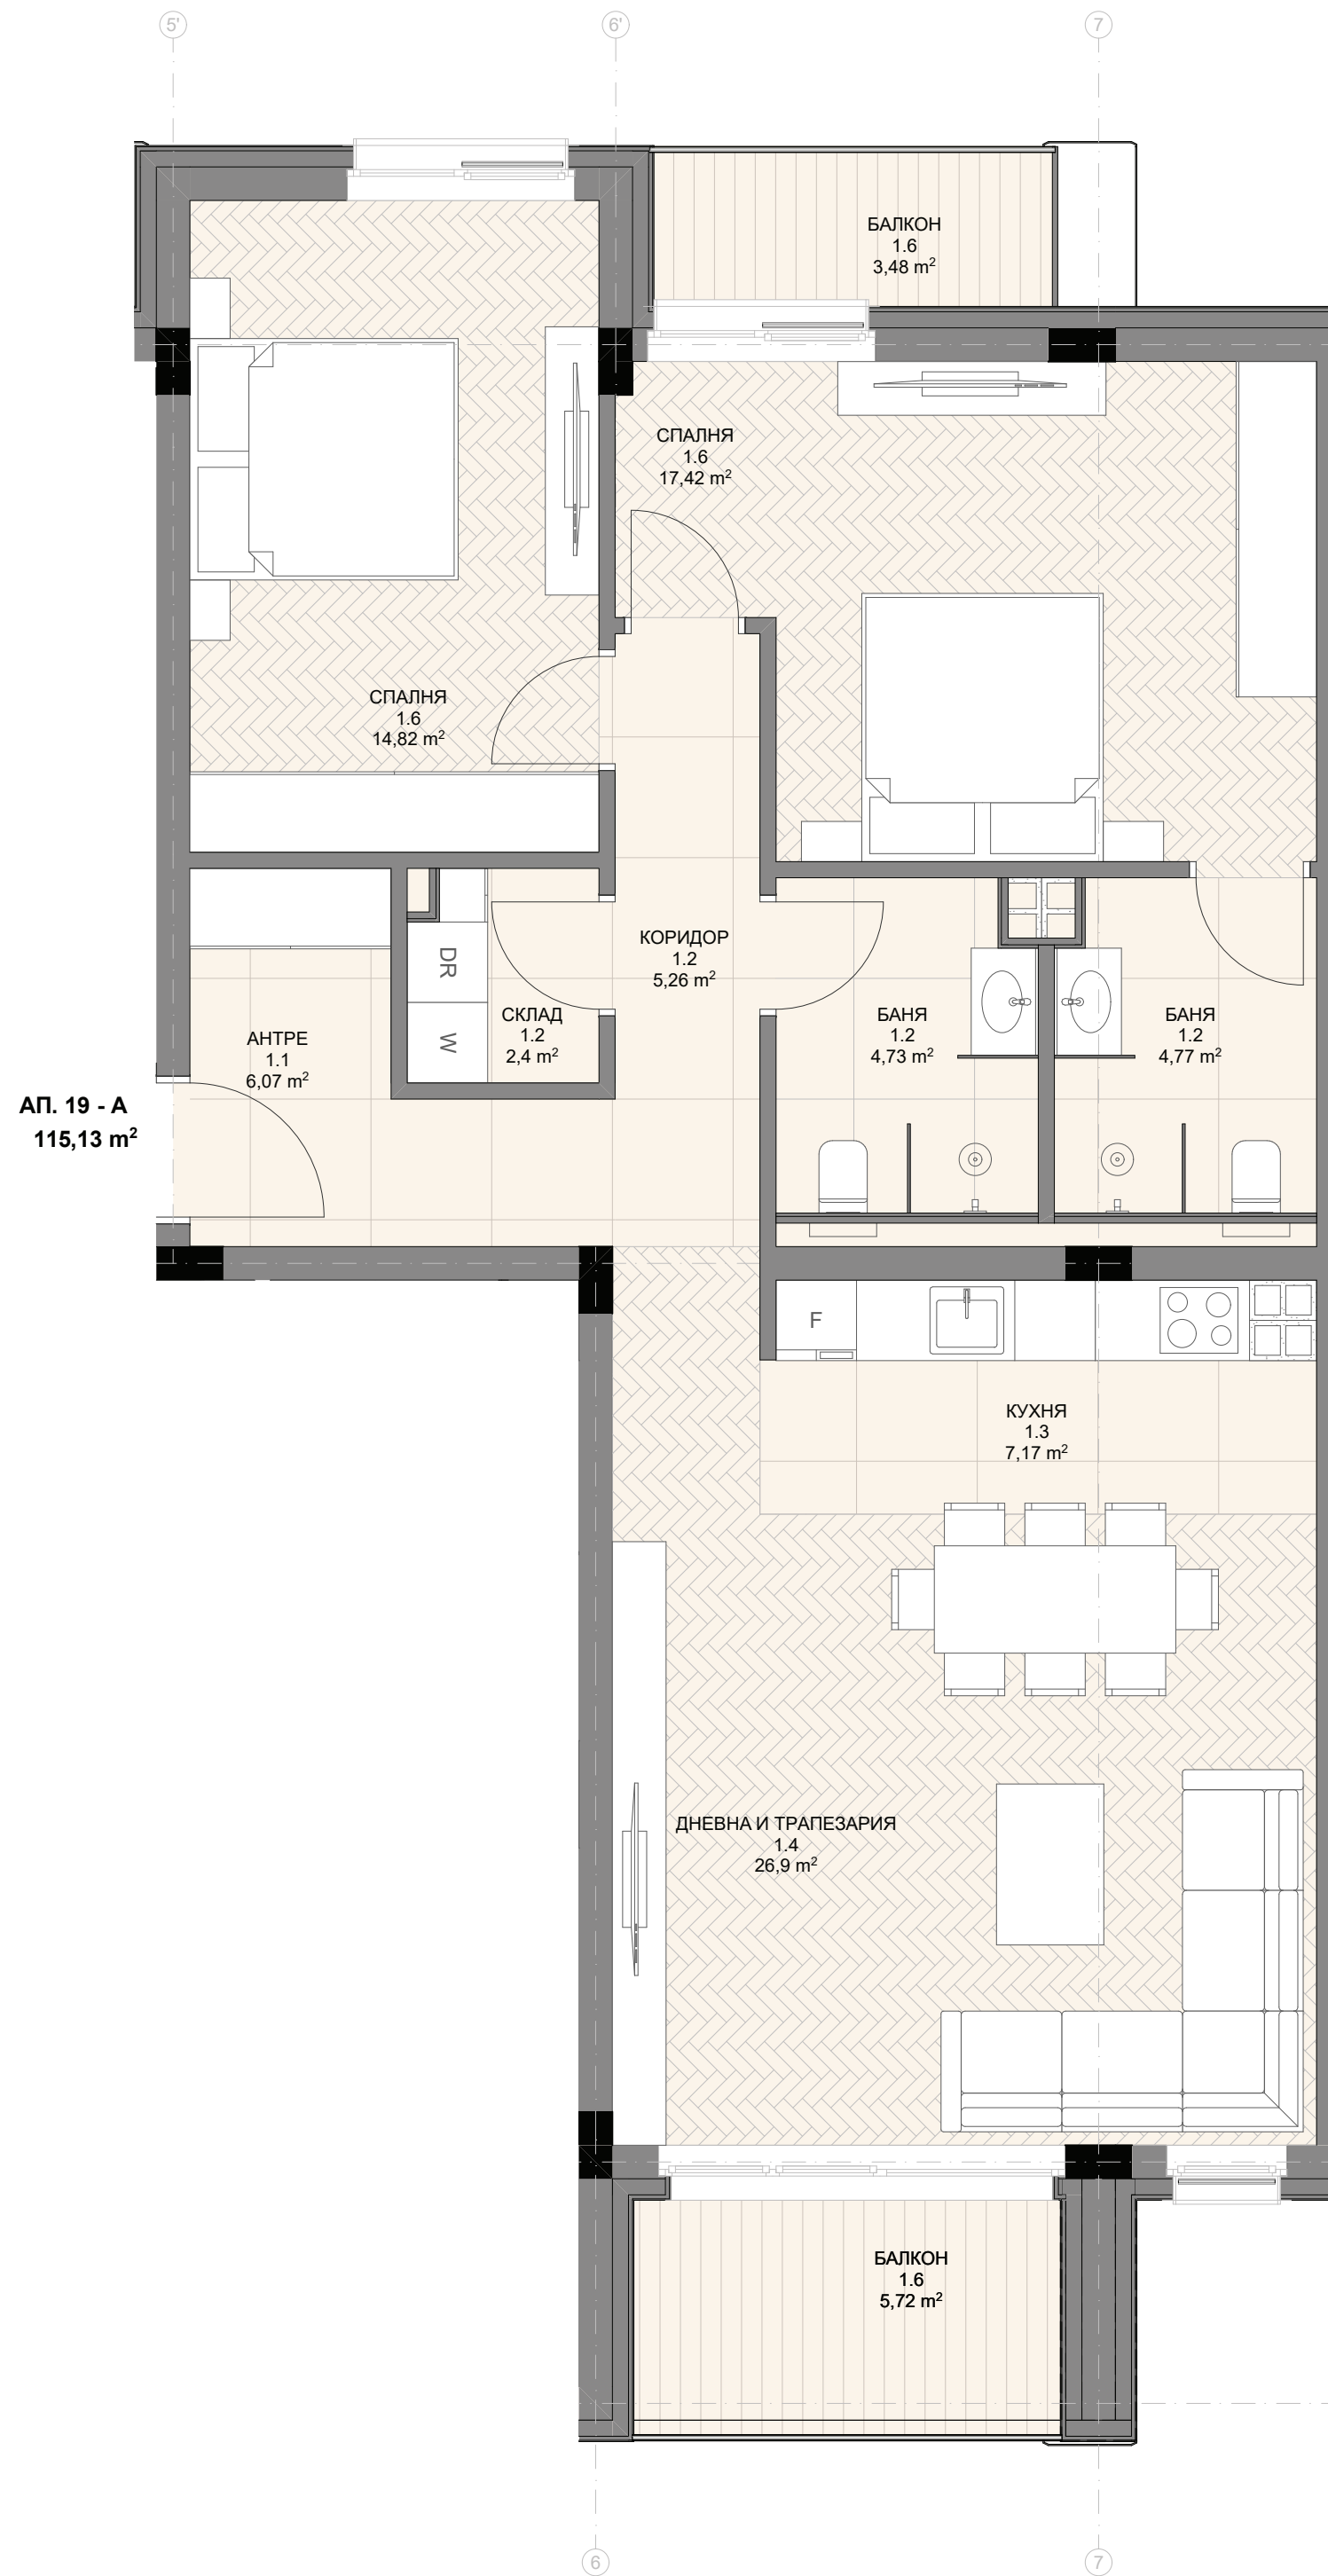 5'
6'
7
БАЛКОН
1.6
3,48 m²
СПАЛНЯ
1.6
17,42 m²
СПАЛНЯ
1.6
14,82 m²
КОРИДОР
1.2
5,26 m²
DR
W
СКЛАД
1.2
2,4 m²
АНТРЕ
1.1
6,07 m²
БАНЯ
1.2
4,73 m²
БАНЯ
1.2
4,77 m²
АП. 19 - А
115,13 m²
F
КУХНЯ
1.3
7,17 m²
ДНЕВНА И ТРАПЕЗАРИЯ
1.4
26,9 m²
БАЛКОН
1.6
5,72 m²
6
7